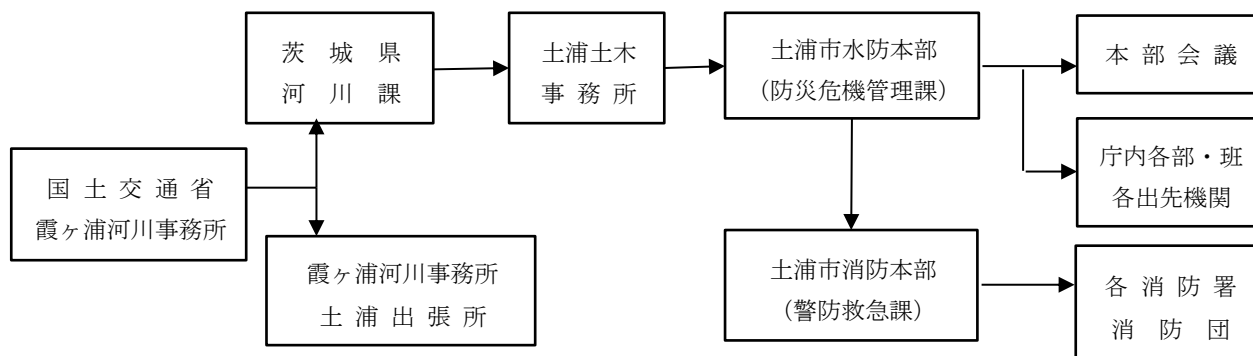 茨城県
河川課
土浦土木
事務所
土浦市水防本部
(防災危機管理課)
本部会議
国土交通省
霞ヶ浦河川事務所
庁内各部・班
各出先機関
霞ヶ浦河川事務所
土浦出張所
土浦市消防本部
(警防救急課)
各消防署
消防団